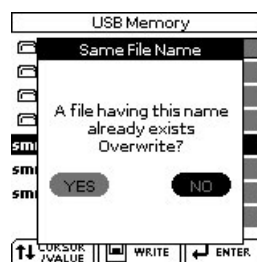 USB Memory
Same File Name
A file having this name
already exists
Overwrite?
smi
smi
smi
YES
NO
CURSOR
/VALUE
WRITE
ENTER